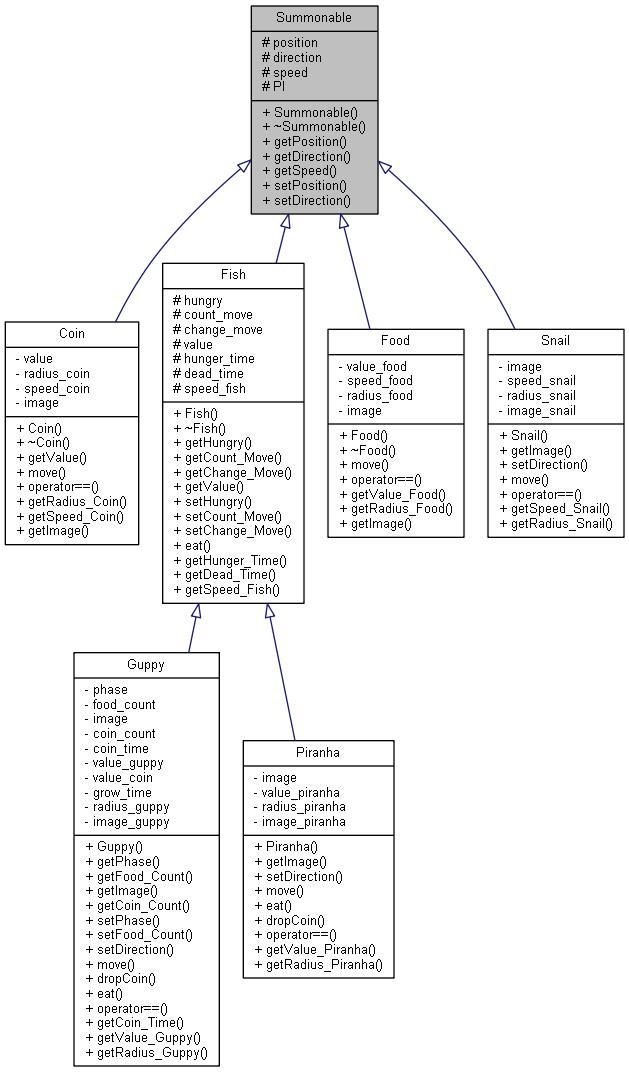 Summonable
# position
# direction
# speed
# PI
+ Summonable()
+ ~Summonable()
+ getPosition()
+ getDirection()
+ getSpeed()
+ setPosition()
+ setDirection()
Coin
- value
- radius_coin
- speed_coin
- image
+ Coin()
+ ~Coin()
+ getValue()
+ move()
+ operator==()
+ getRadius_Coin()
+ getSpeed_Coin()
+ getImage()
Fish
# hungry
# count_move
# change_move
# value
# hunger_time
# dead_time
# speed_fish
+ Fish()
+ ~Fish()
+ getHungry()
+ getCount_Move()
+ getChange_Move()
+ getValue()
+ setHungry()
+ setCount_Move()
+ setChange_Move()
+ eat()
+ getHunger_Time()
+ getDead_Time()
+ getSpeed_Fish()
Food
- value_food
- speed_food
- radius_food
- image
+ Food()
+ ~Food()
+ move()
+ operator==()
+ getValue_Food()
+ getRadius_Food()
+ getImage()
Snail
- image
- speed_snail
- radius_snail
- image_snail
+ Snail()
+ getImage()
+ setDirection()
+ move()
+ operator==()
+ getSpeed_Snail()
+ getRadius_Snail()
Guppy
- phase
- food_count
- image
- coin_count
- coin_time
- value_guppy
- value_coin
- grow_time
- radius_guppy
- image_guppy
+ Guppy()
+ getPhase()
+ getFood_Count()
+ getImage()
+ getCoin_Count()
+ setPhase()
+ setFood_Count()
+ setDirection()
+ move()
+ dropCoin()
+ eat()
+ operator==()
+ getCoin_Time()
+ getValue_Guppy()
+ getRadius_Guppy()
Piranha
- image
- value_piranha
- radius_piranha
- image_piranha
+ Piranha()
+ getImage()
+ setDirection()
+ move()
+ eat()
+ dropCoin()
+ operator==()
+ getValue_Piranha()
+ getRadius_Piranha()